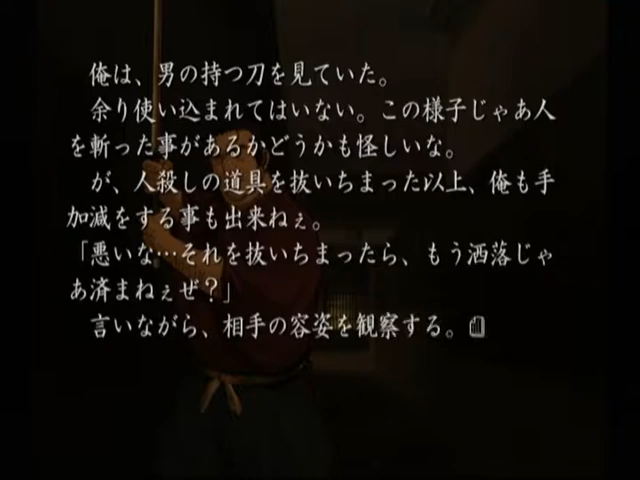 俺は、男の持つ刀を見ていた。
余り使い込まれてはいない。この様子じゃあ人
を斬った事があるかどうかも怪しいな。
が、人殺しの道具を抜いちまった以上、俺も手
加減をする事も出来ねぇ。
「悪いな…それを抜いちまったら、もう洒落じゃ
あ済まねぇぜ？」
言いながら、相手の容姿を観察する。